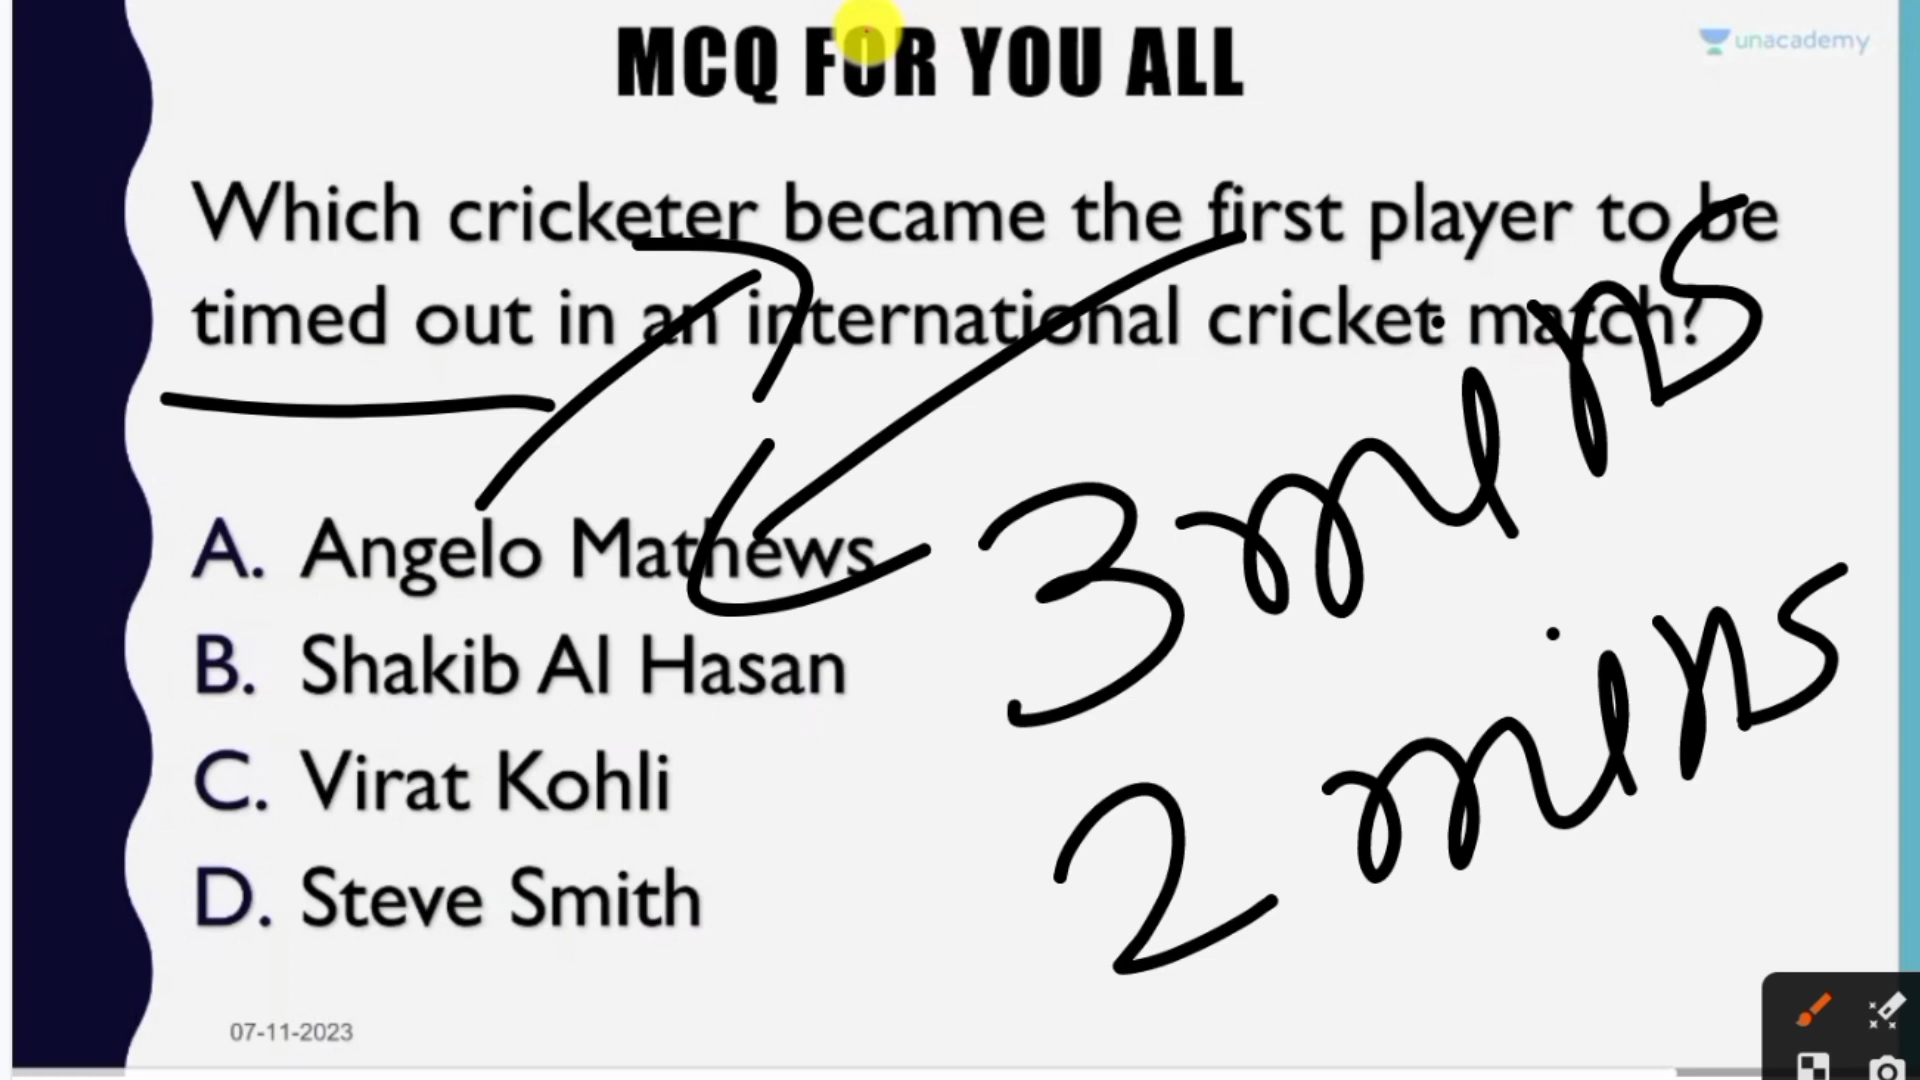 MCQ FOR YOU ALL
unacademy
Which cricketer became the first player to be
timed out in an international cricket match?
A. Angelo Mathews
B. Shakib Al Hasan
C. Virat Kohli
D. Steve Smith
3 mins
2 mins
07-11-2023